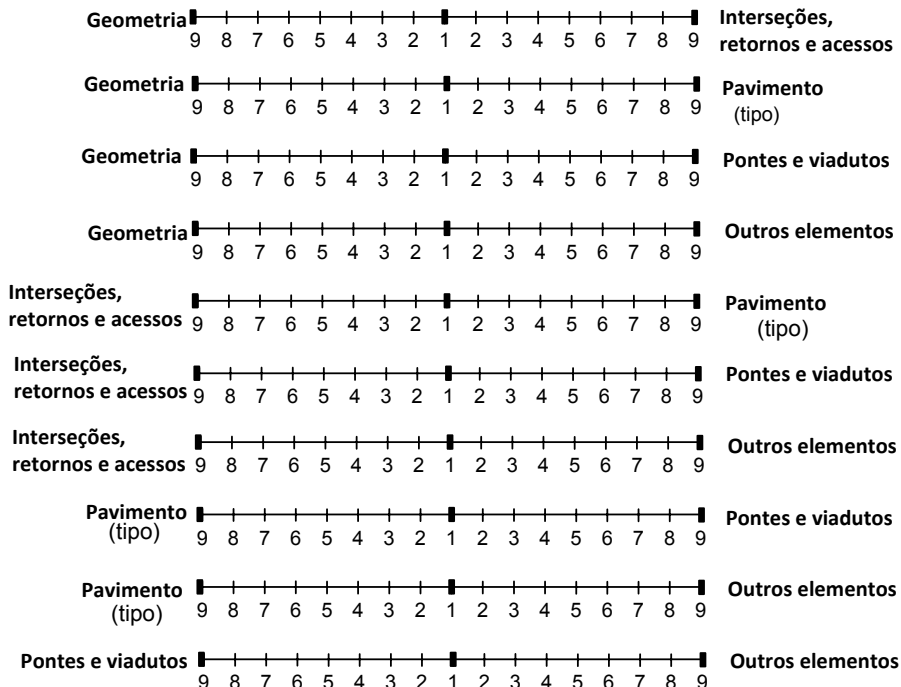 Geometria Interseções,
9 8 7 6 5 4 3 2 1 2 3 4 5 6 7 8 9 retornos e acessos
Geometria Pavimento
9 8 7 6 5 4 3 2 1 2 3 4 5 6 7 8 9 (tipo)
Geometria Pontes e viadutos
9 8 7 6 5 4 3 2 1 2 3 4 5 6 7 8 9
Geometria Outros elementos
9 8 7 6 5 4 3 2 1 2 3 4 5 6 7 8 9
Interseções, Pavimento
retornos e acessos 9 8 7 6 5 4 3 2 1 2 3 4 5 6 7 8 9 (tipo)
Interseções, Pontes e viadutos
retornos e acessos 9 8 7 6 5 4 3 2 1 2 3 4 5 6 7 8 9
Interseções, Outros elementos
retornos e acessos 9 8 7 6 5 4 3 2 1 2 3 4 5 6 7 8 9
Pavimento Pontes e viadutos
(tipo) 9 8 7 6 5 4 3 2 1 2 3 4 5 6 7 8 9
Pavimento Outros elementos
(tipo) 9 8 7 6 5 4 3 2 1 2 3 4 5 6 7 8 9
Pontes e viadutos Outros elementos
9 8 7 6 5 4 3 2 1 2 3 4 5 6 7 8 9